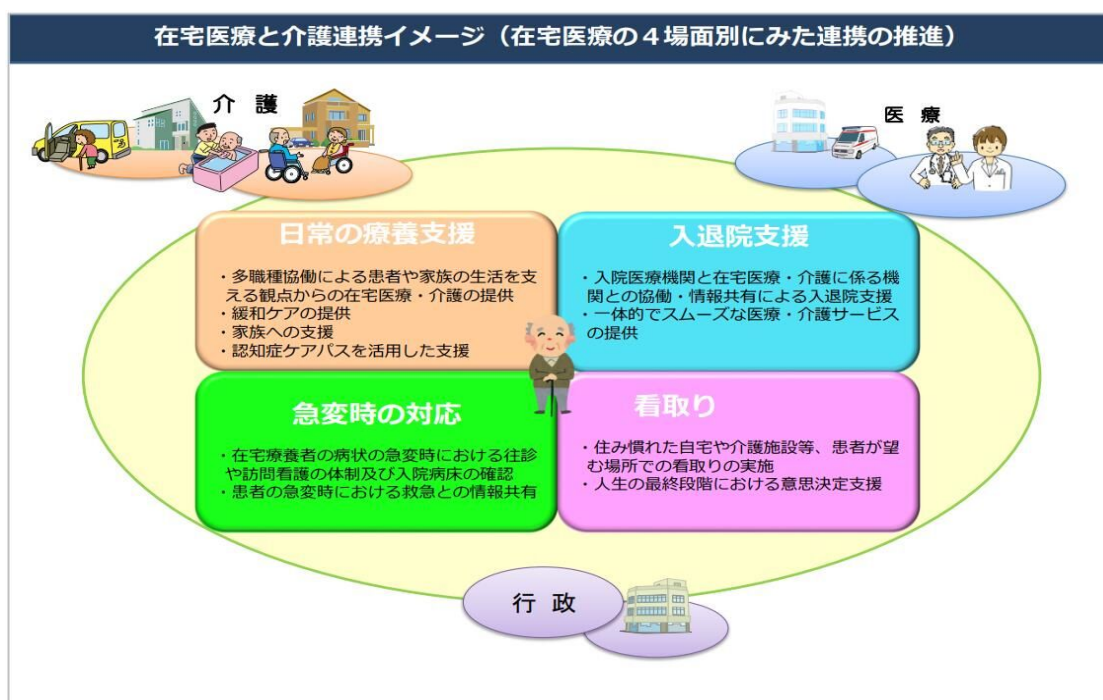 在宅医療と介護連携イメージ（在宅医療の４場面別にみた連携の推進）
介 護
医 療
日常の療養支援
・多職種協働による患者や家族の生活を支
える観点からの在宅医療・介護の提供
・緩和ケアの提供
・家族への支援
・認知症ケアパスを活用した支援
入退院支援
・入院医療機関と在宅医療・介護に係る機
関との協働・情報共有による入退院支援
・一体的でスムーズな医療・介護サービス
の提供
急変時の対応
・在宅療養者の病状の急変時における往診
や訪問看護の体制及び入院病床の確認
・患者の急変時における救急との情報共有
看取り
・住み慣れた自宅や介護施設等、患者が望
む場所での看取りの実施
・人生の最終段階における意思決定支援
行 政